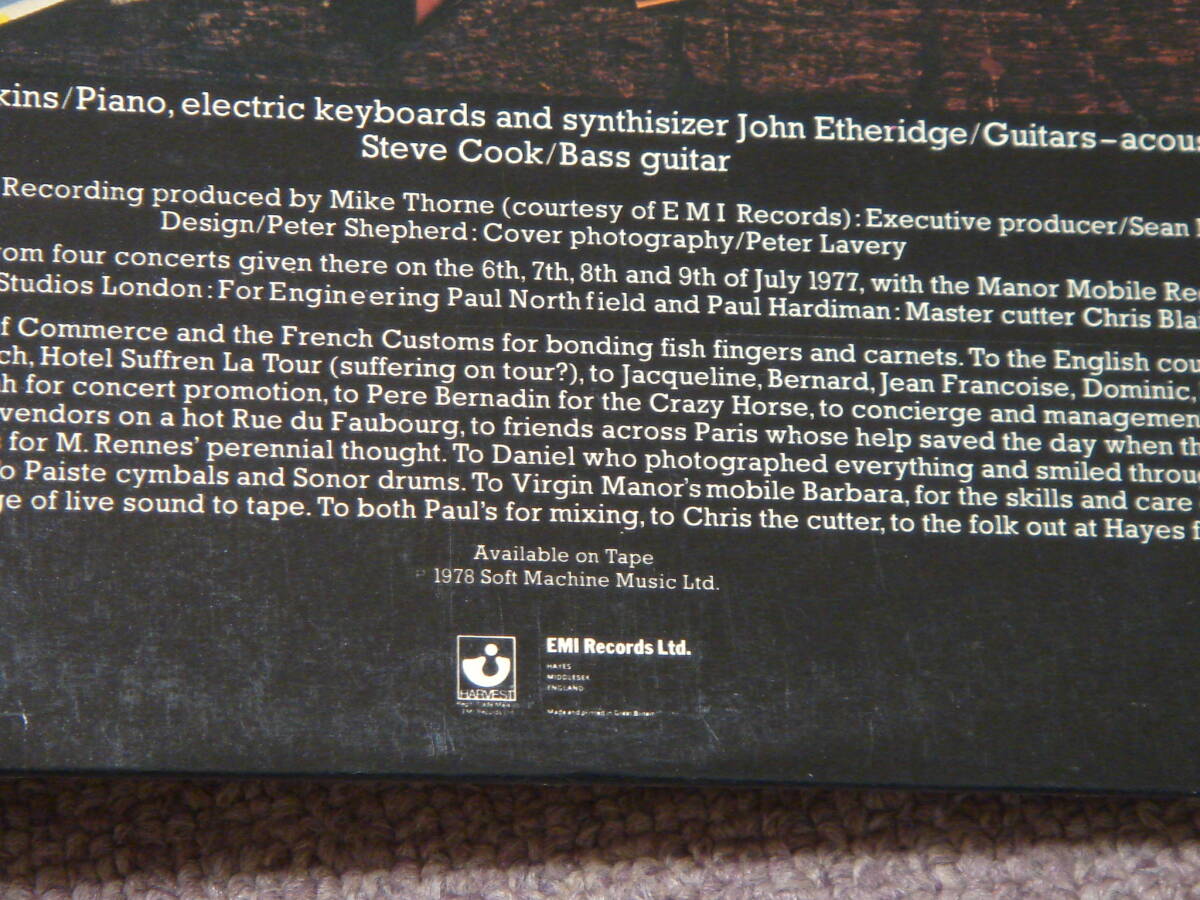 kins/Piano, electric keyboards and synthisizer John Etheridge/Guitars–acous
Steve Cook/Bass guitar
Recording produced by Mike Thorne (courtesy of E M I Records): Executive producer/Sean
Design/Peter Shepherd: Cover photography/Peter Lavery
om four concerts given there on the 6th, 7th, 8th and 9th of July 1977, with the Manor Mobile Re
Studios London: For Engineering Paul Northfield and Paul Hardiman: Master cutter Chris Blai
f Commerce and the French Customs for bonding fish fingers and carnets. To the English cou
ch, Hotel Suffren La Tour (suffering on tour?), to Jacqueline, Bernard, Jean Francoise, Dominic,
h for concert promotion, to Pere Bernadin for the Crazy Horse, to concierge and managemen
vendors on a hot Rue du Faubourg, to friends across Paris whose help saved the day when th
s for M. Rennes' perennial thought. To Daniel who photographed everything and smiled throu
o Paiste cymbals and Sonor drums. To Virgin Manor's mobile Barbara, for the skills and care
ge of live sound to tape. To both Paul's for mixing, to Chris the cutter, to the folk out at Hayes f
Available on Tape
℗ 1978 Soft Machine Music Ltd.
EMI Records Ltd.
HAYES
MIDDLESEX
ENGLAND
HARVEST
Made and printed in Great Britain